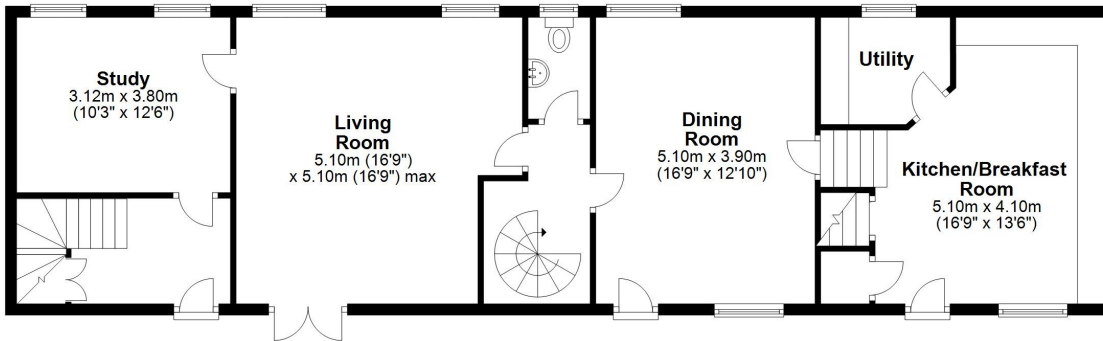 Study
3.12m x 3.80m
(10'3" x 12'6")
Living
Room
5.10m (16'9")
x 5.10m (16'9") max
Dining
Room
5.10m x 3.90m
(16'9" x 12'10")
Utility
Kitchen/Breakfast
Room
5.10m x 4.10m
(16'9" x 13'6")